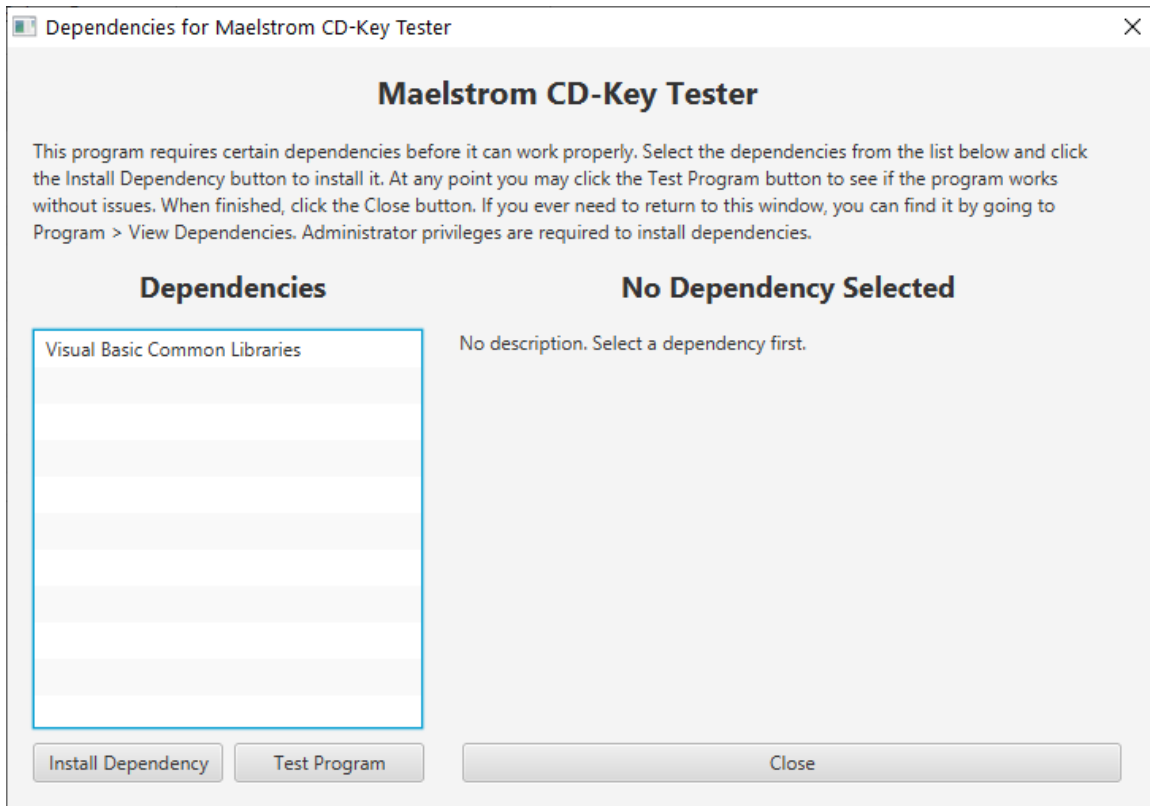 Dependencies for Maelstrom CD-Key Tester
Maelstrom CD-Key Tester
This program requires certain dependencies before it can work properly. Select the dependencies from the list below and click
the Install Dependency button to install it. At any point you may click the Test Program button to see if the program works
without issues. When finished, click the Close button. If you ever need to return to this window, you can find it by going to
Program > View Dependencies. Administrator privileges are required to install dependencies.
Dependencies
Visual Basic Common Libraries
No Dependency Selected
No description. Select a dependency first.
Install Dependency
Test Program
Close